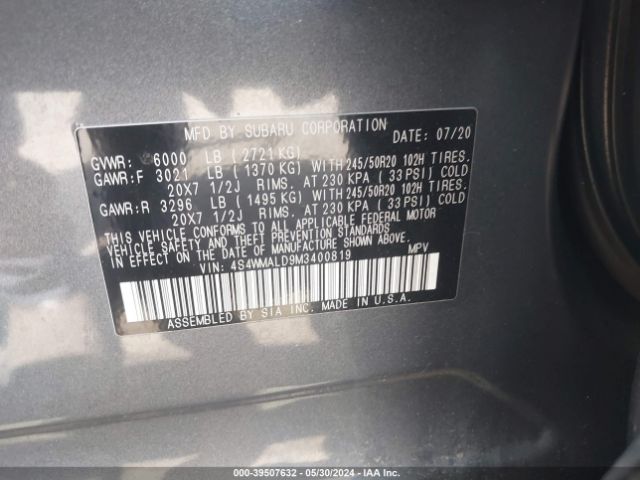 MFD BY SUBARU CORPORATION DATE: 07/20
GVWR: 6000 LB (2721 KG)
GAWR:F 3021 LB (1370 KG) WITH 245/50R20 102H TIRES.
20X7 1/2J RIMS. AT 230 KPA (33 PSI) COLD
GAWR:R 3296 LB (1495 KG) WITH 245/50R20 102H TIRES.
20X7 1/2J RIMS. AT 230 KPA (33 PSI) COLD
THIS VEHICLE CONFORMS TO ALL APPLICABLE FEDERAL MOTOR
VEHICLE SAFETY AND THEFT PREVENTION STANDARDS
IN EFFECT ON THE DATE OF MANUFACTURE SHOWN ABOVE.
VIN: 4S4WMALD9M3400819 MPV
ASSEMBLED BY SIA INC. MADE IN U.S.A.
000-39507632 - 05/30/2024 - IAA Inc.